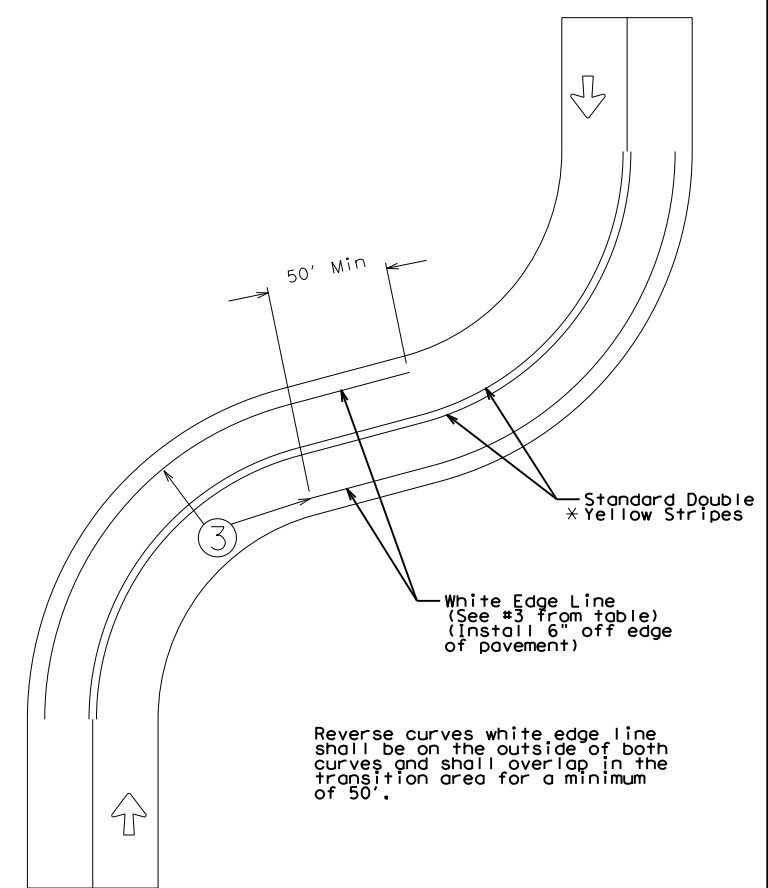 50' Min
3
Standard Double
* Yellow Stripes
White Edge Line
(See #3 from table)
(Install 6" off edge
of pavement)
Reverse curves white edge line
shall be on the outside of both
curves and shall overlap in the
transition area for a minimum
of 50'.